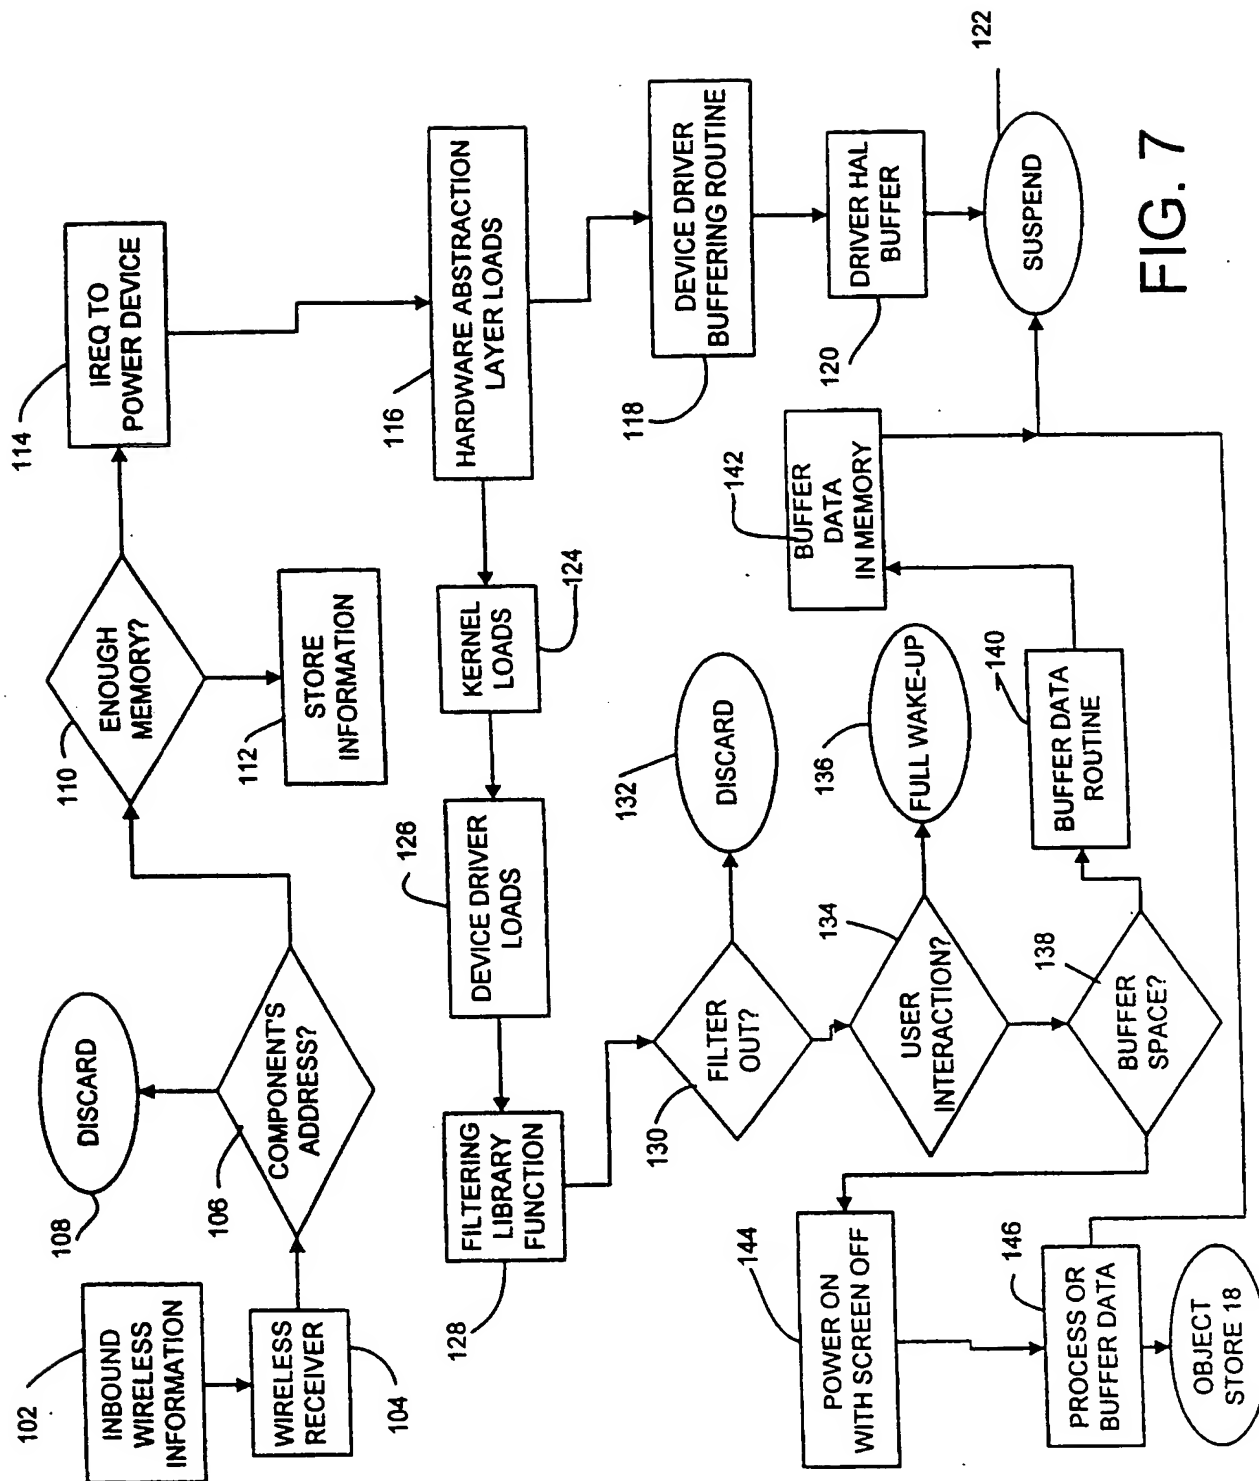 102
INBOUND
WIRELESS
INFORMATION
WIRELESS
RECEIVER
104
108
DISCARD
106
COMPONENT'S
ADDRESS?
110
ENOUGH
MEMORY?
112
STORE
INFORMATION
114
IREQ TO
POWER DEVICE
116
HARDWARE ABSTRACTION
LAYER LOADS
118
DEVICE DRIVER
BUFFERING ROUTINE
DRIVER HAL
BUFFER
120
SUSPEND
122
KERNEL
LOADS
124
126
DEVICE DRIVER
LOADS
FILTERING
LIBRARY
FUNCTION
128
FILTER
OUT?
130
132
DISCARD
134
USER
INTERACTION?
136
FULL WAKE-UP
138
BUFFER
SPACE?
140
BUFFER DATA
ROUTINE
142
BUFFER
DATA
IN MEMORY
144
POWER ON
WITH SCREEN OFF
146
PROCESS OR
BUFFER DATA
OBJECT
STORE 18
FIG. 7